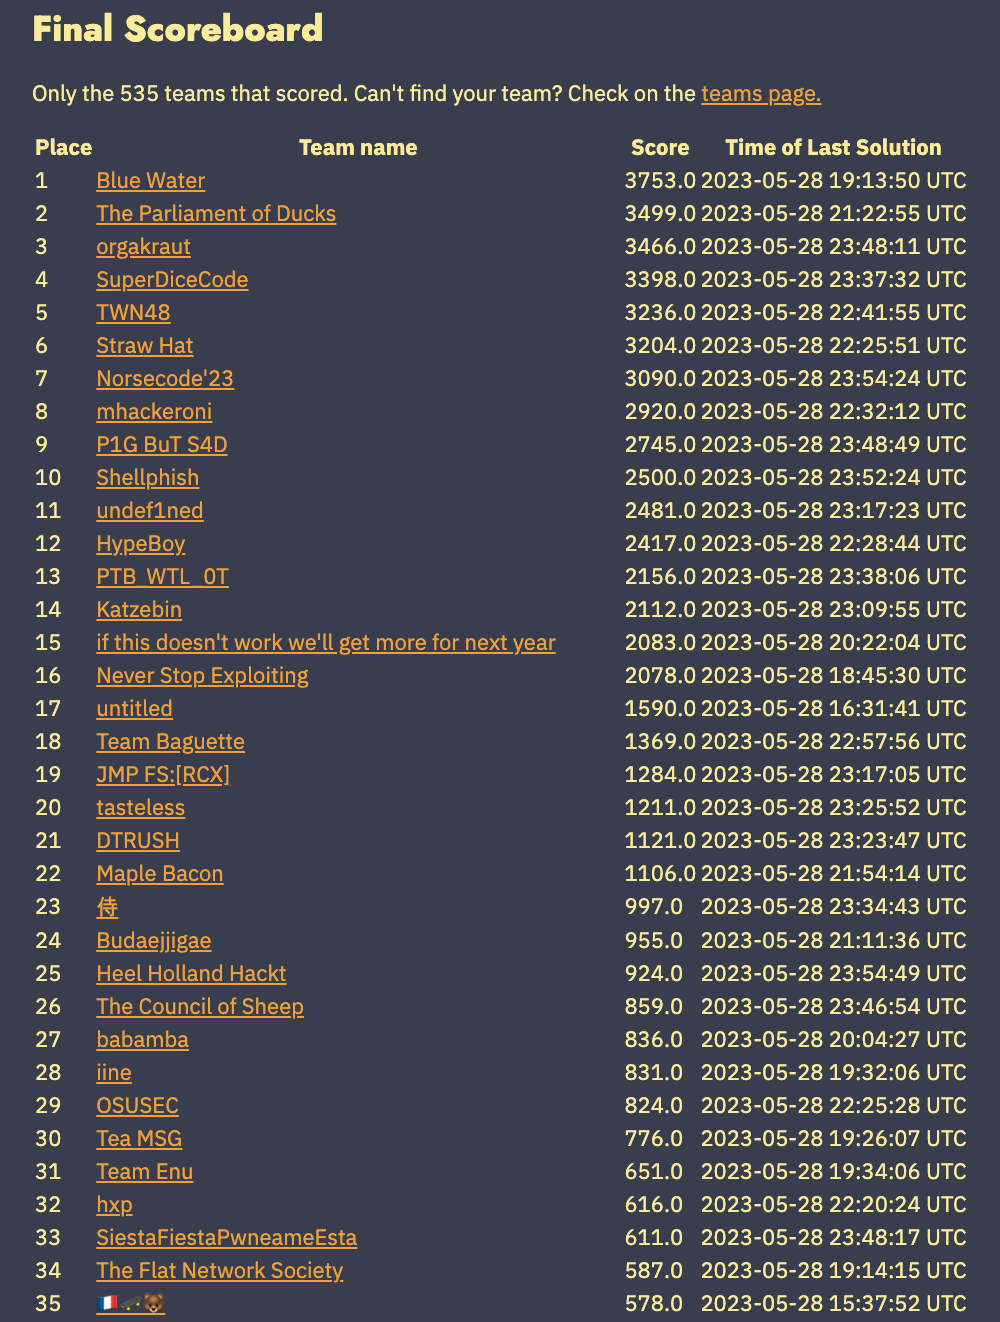 Final Scoreboard
Only the 535 teams that scored. Can't find your team? Check on the teams page.
Place Team name Score Time of Last Solution
1 Blue Water 3753.0 2023-05-28 19:13:50 UTC
2 The Parliament of Ducks 3499.0 2023-05-28 21:22:55 UTC
3 orgakraut 3466.0 2023-05-28 23:48:11 UTC
4 SuperDiceCode 3398.0 2023-05-28 23:37:32 UTC
5 TWN48 3236.0 2023-05-28 22:41:55 UTC
6 Straw Hat 3204.0 2023-05-28 22:25:51 UTC
7 Norsecode'23 3090.0 2023-05-28 23:54:24 UTC
8 mhackeroni 2920.0 2023-05-28 22:32:12 UTC
9 P1G BuT S4D 2745.0 2023-05-28 23:48:49 UTC
10 Shellphish 2500.0 2023-05-28 23:52:24 UTC
11 undef1ned 2481.0 2023-05-28 23:17:23 UTC
12 HypeBoy 2417.0 2023-05-28 22:28:44 UTC
13 PTB_WTL_0T 2156.0 2023-05-28 23:38:06 UTC
14 Katzebin 2112.0 2023-05-28 23:09:55 UTC
15 if this doesn't work we'll get more for next year 2083.0 2023-05-28 20:22:04 UTC
16 Never Stop Exploiting 2078.0 2023-05-28 18:45:30 UTC
17 untitled 1590.0 2023-05-28 16:31:41 UTC
18 Team Baguette 1369.0 2023-05-28 22:57:56 UTC
19 JMP FS:[RCX] 1284.0 2023-05-28 23:17:05 UTC
20 tasteless 1211.0 2023-05-28 23:25:52 UTC
21 DTRUSH 1121.0 2023-05-28 23:23:47 UTC
22 Maple Bacon 1106.0 2023-05-28 21:54:14 UTC
23 侍 997.0 2023-05-28 23:34:43 UTC
24 Budaejjigae 955.0 2023-05-28 21:11:36 UTC
25 Heel Holland Hackt 924.0 2023-05-28 23:54:49 UTC
26 The Council of Sheep 859.0 2023-05-28 23:46:54 UTC
27 babamba 836.0 2023-05-28 20:04:27 UTC
28 iine 831.0 2023-05-28 19:32:06 UTC
29 OSUSEC 824.0 2023-05-28 22:25:28 UTC
30 Tea MSG 776.0 2023-05-28 19:26:07 UTC
31 Team Enu 651.0 2023-05-28 19:34:06 UTC
32 hxp 616.0 2023-05-28 22:20:24 UTC
33 SiestaFiestaPwneameEsta 611.0 2023-05-28 23:48:17 UTC
34 The Flat Network Society 587.0 2023-05-28 19:14:15 UTC
35 578.0 2023-05-28 15:37:52 UTC